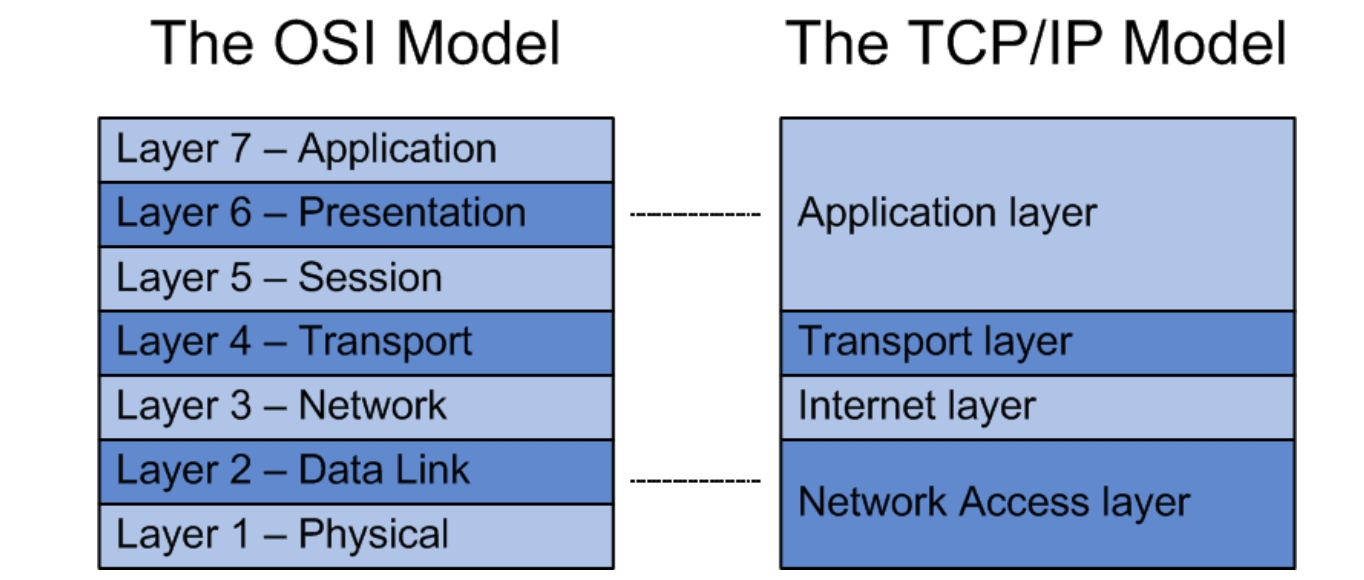 The OSI Model
Layer 7 – Application
Layer 6 – Presentation
Layer 5 – Session
Layer 4 – Transport
Layer 3 – Network
Layer 2 – Data Link
Layer 1 – Physical
The TCP/IP Model
Application layer
Transport layer
Internet layer
Network Access layer